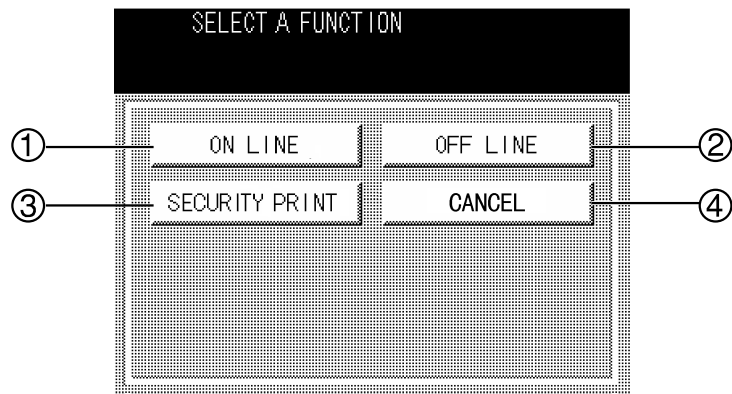 SELECT A FUNCTION
① ON LINE OFF LINE ②
③ SECURITY PRINT CANCEL ④